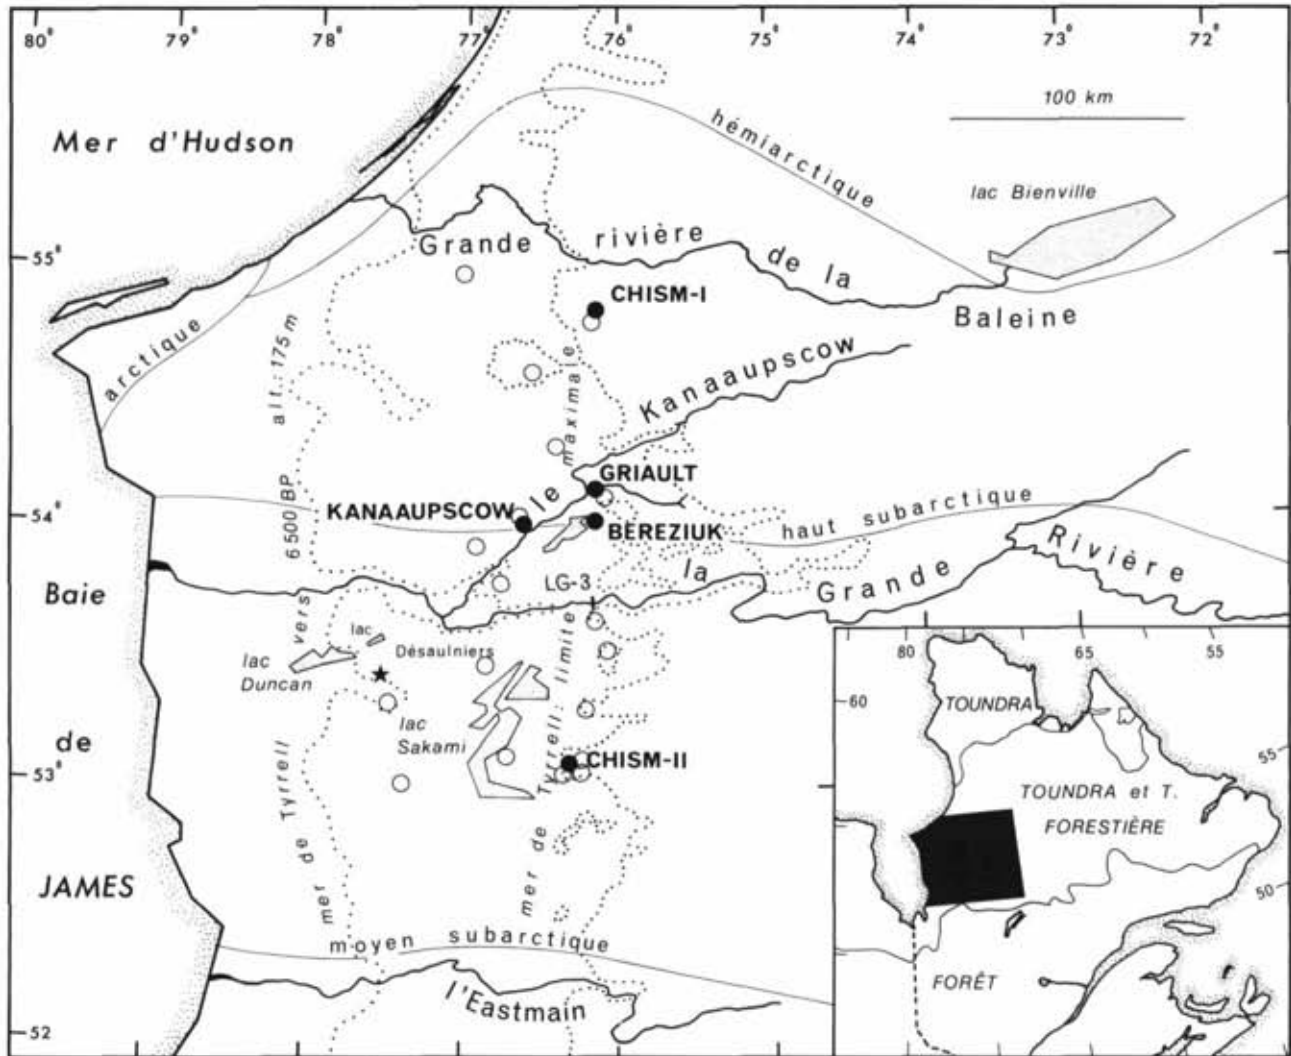 80° 79° 78° 77° 76° 75° 74° 73° 72°
100 km
Mer d'Hudson
hémiarctique
lac Bienville
55°
Grande rivière de la Baleine
CHISM-I
arctique
alt.: 175 m
maximale
Kanaaupscow
6500 BP
GRIAULT
KANAAUPSCOW
le
54°
BEREZIUK
haut subarctique
LG-3
la Grande Rivière
Baie
vers
lac
Désaulniers
lac
Duncan
limite
lac
Sakami
CHISM-II
de
53°
mer de Tyrrell
mer de Tyrrell:
JAMES
moyen subarctique
l'Eastmain
52
80 65 55
60
TOUNDRA
55
TOUNDRA et T.
FORESTIÈRE
50
FORÊT